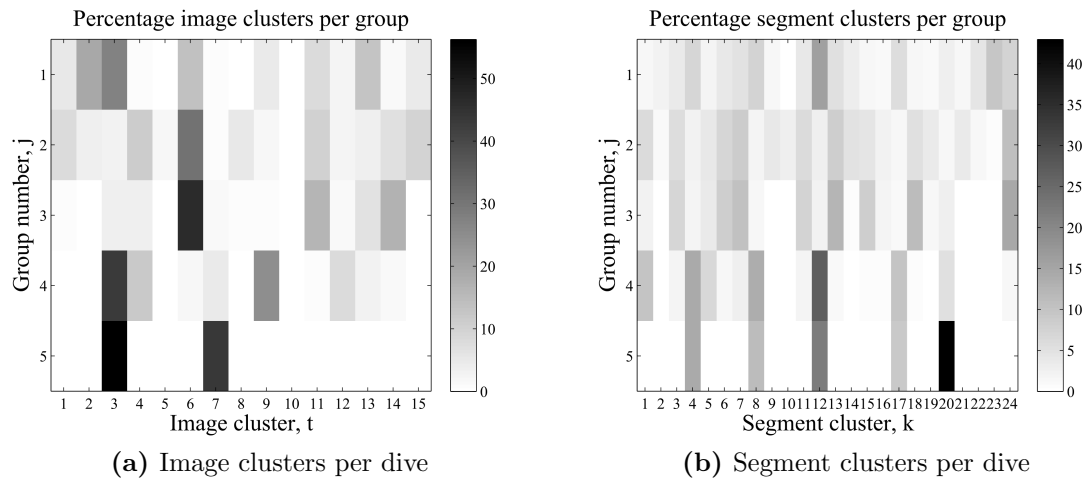 Percentage image clusters per group
Group number, j
1
2
3
4
5
1 2 3 4 5 6 7 8 9 10 11 12 13 14 15
Image cluster, t
50
40
30
20
10
0
(a) Image clusters per dive
Percentage segment clusters per group
Group number, j
1
2
3
4
5
1 2 3 4 5 6 7 8 9 10 11 12 13 14 15 16 17 18 19 20 21 22 23 24
Segment cluster, k
40
35
30
25
20
15
10
5
0
(b) Segment clusters per dive